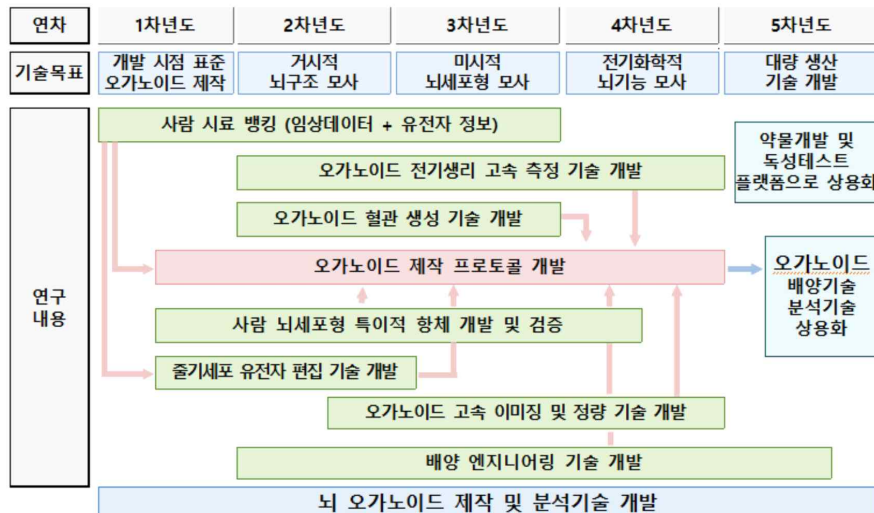 연차
1차년도
2차년도
3차년도
4차년도
5차년도
기술목표
개발 시점 표준
오가노이드 제작
거시적
뇌구조 모사
미시적
뇌세포형 모사
전기화학적
뇌기능 모사
대량 생산
기술 개발
연구
내용
사람 시료 뱅킹 (임상데이터 + 유전자 정보)
오가노이드 전기생리 고속 측정 기술 개발
오가노이드 혈관 생성 기술 개발
오가노이드 제작 프로토콜 개발
사람 뇌세포형 특이적 항체 개발 및 검증
줄기세포 유전자 편집 기술 개발
오가노이드 고속 이미징 및 정량 기술 개발
배양 엔지니어링 기술 개발
약물개발 및
독성테스트
플랫폼으로 상용화
오가노이드
배양기술
분석기술
상용화
뇌 오가노이드 제작 및 분석기술 개발